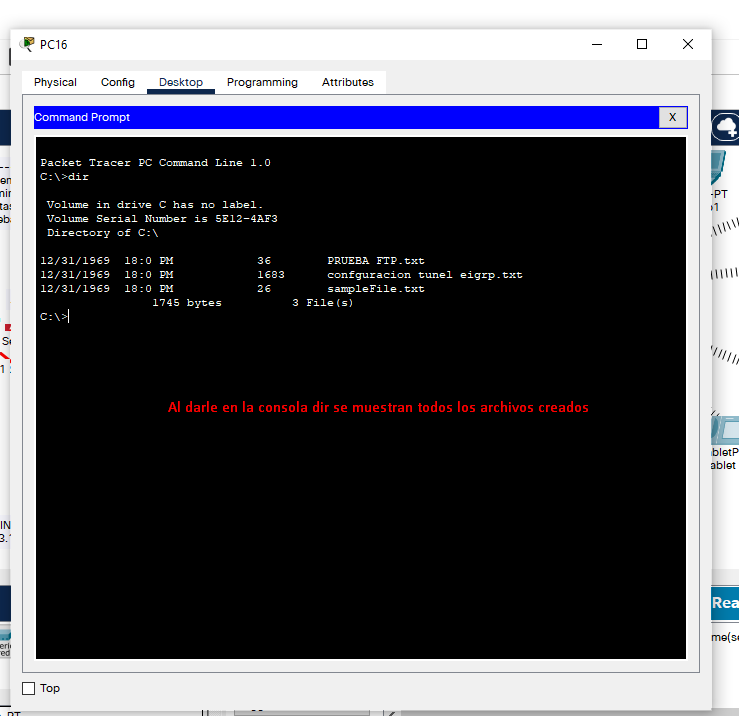 PC16
Physical Config Desktop Programming Attributes
Command Prompt X
Packet Tracer PC Command Line 1.0
C:\>dir
Volume in drive C has no label.
Volume Serial Number is 5E12-4AF3
Directory of C:\
12/31/1969 18:0 PM 36 PRUEBA FTP.txt
12/31/1969 18:0 PM 1683 confguracion tunel eigrp.txt
12/31/1969 18:0 PM 26 sampleFile.txt
1745 bytes 3 File(s)
C:\>
Al darle en la consola dir se muestran todos los archivos creados
Top